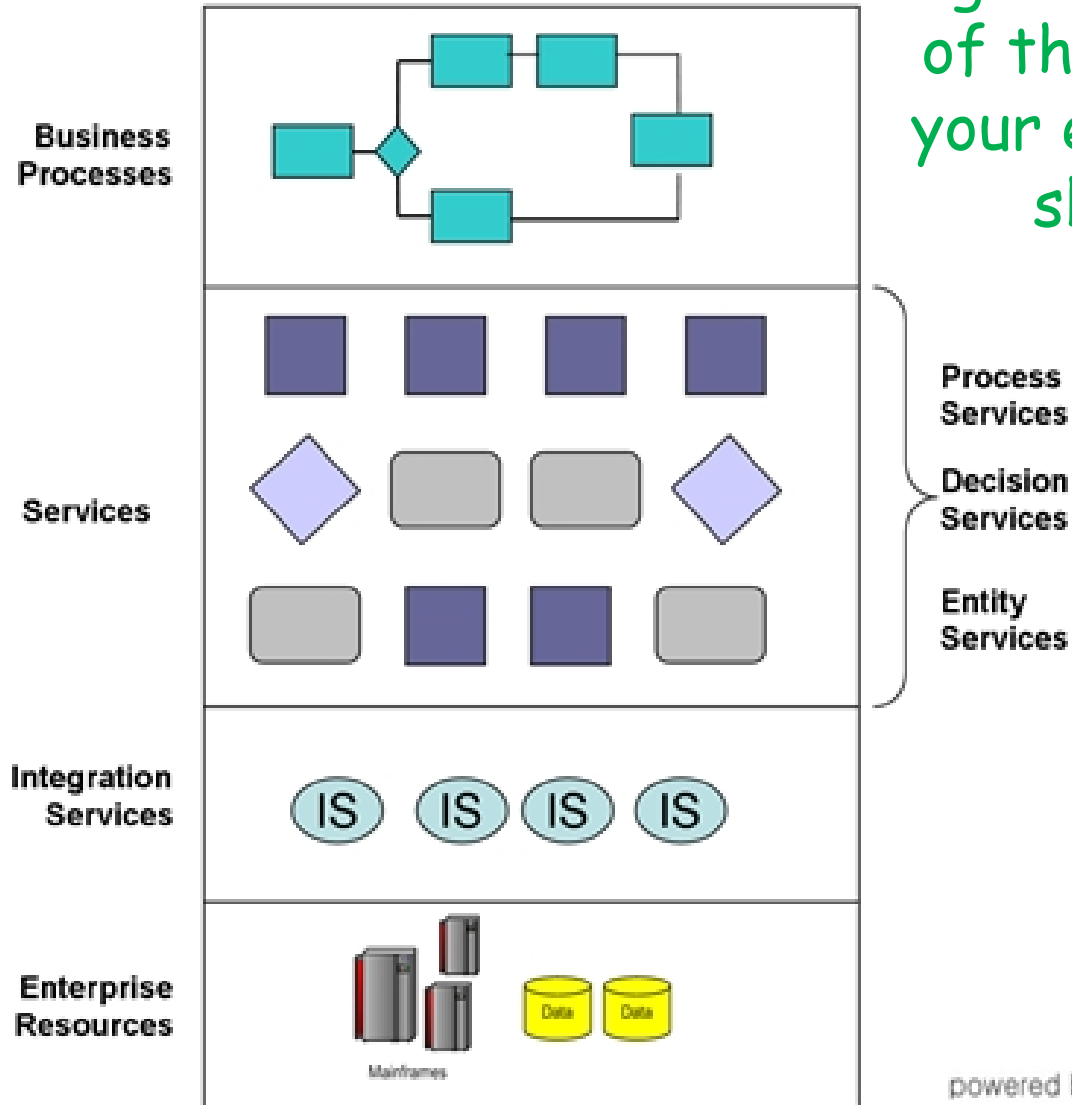 of th
your e
s
Business
Processes
Services
Process
Services
Decision
Services
Entity
Services
Integration
Services
IS IS IS IS
Enterprise
Resources
Data Data
Mainframes
powered